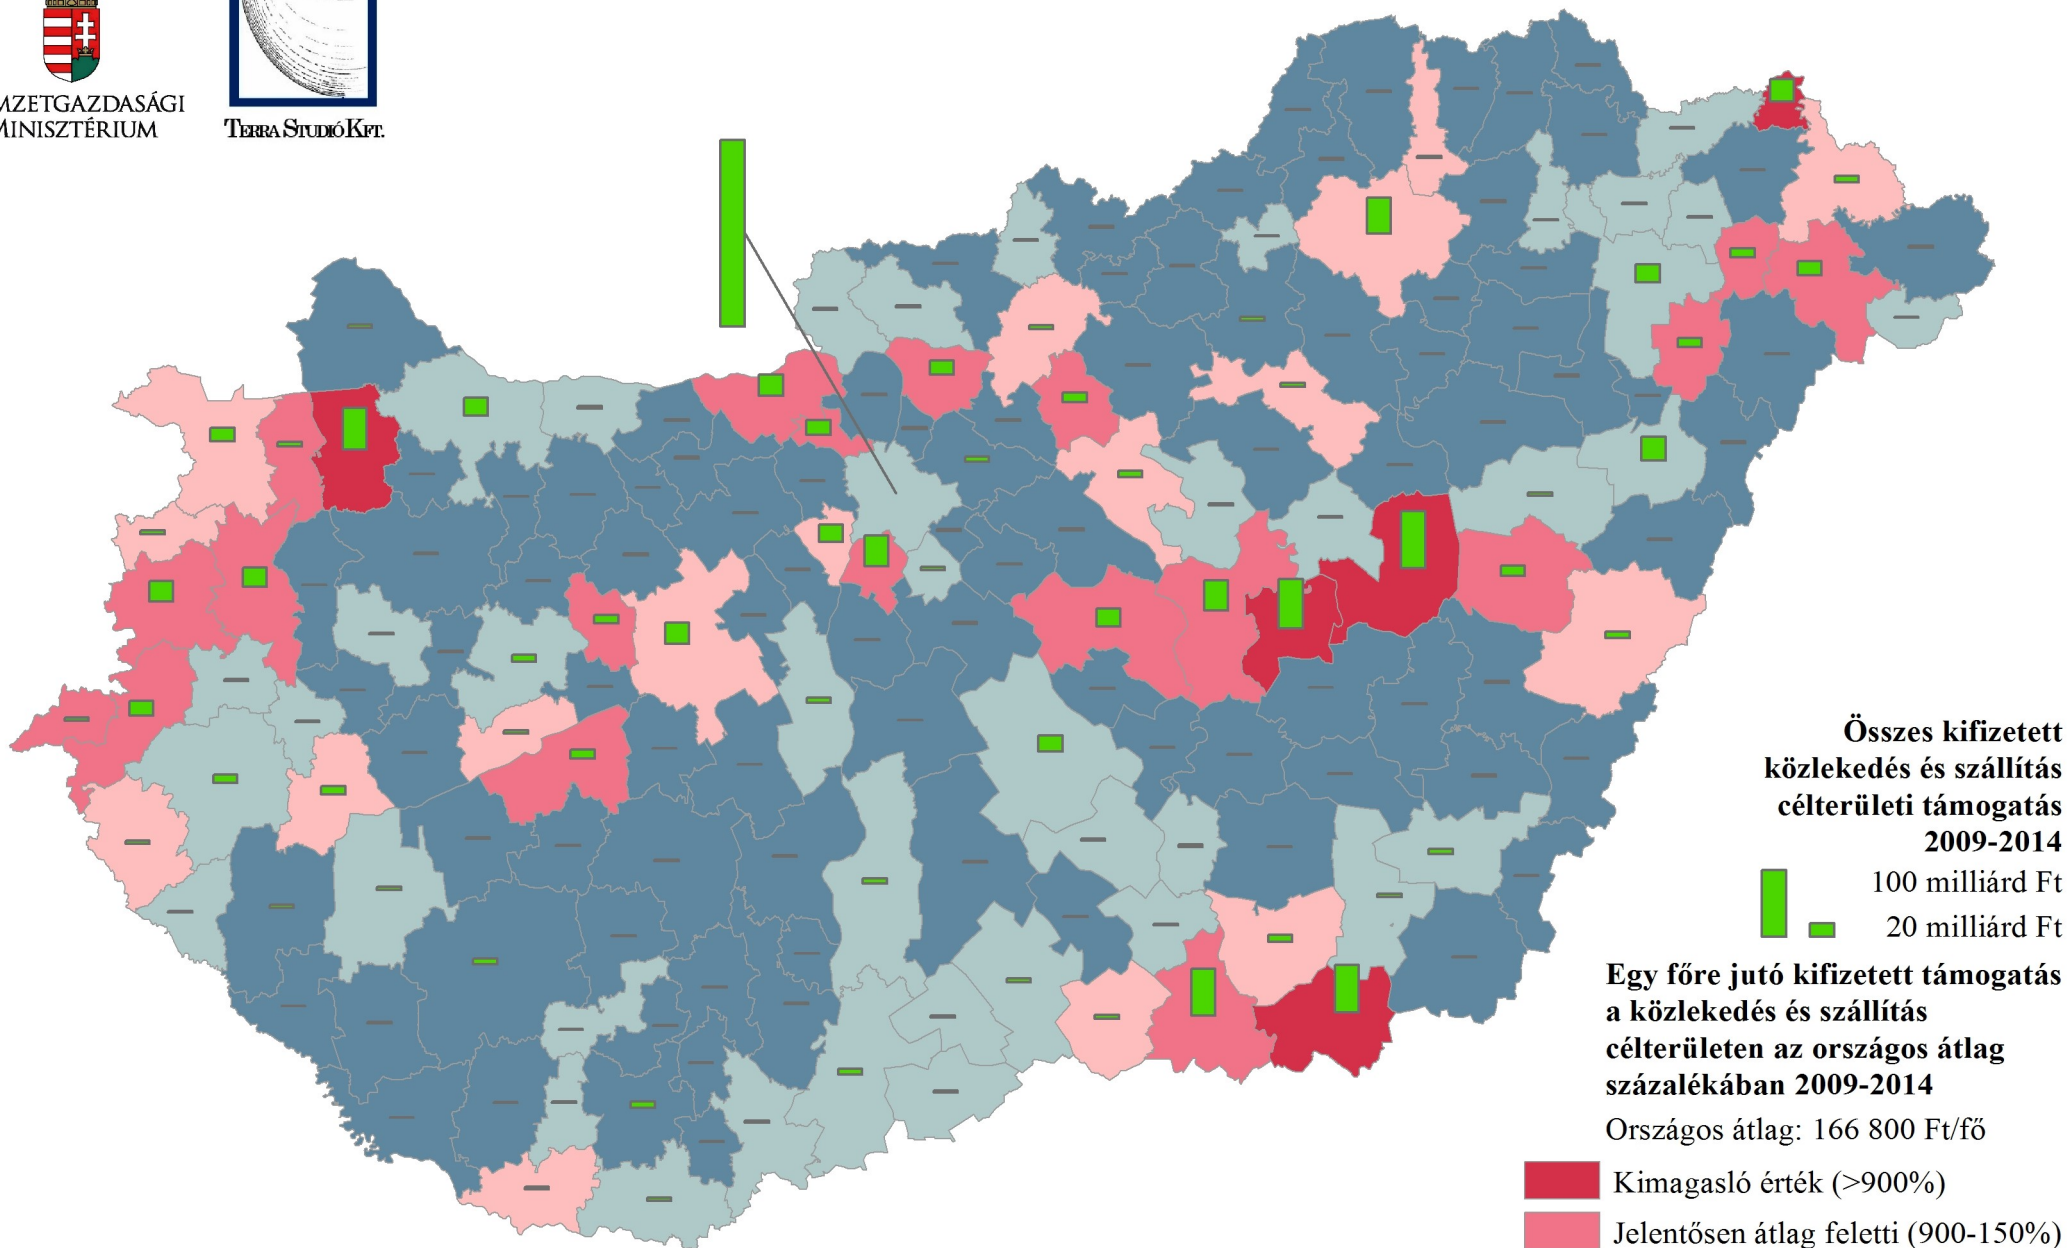 MZETGAZDASÁGI
MINISZTÉRIUM
TERRA STUDIÓ KFT.
Összes kifizetett
közlekedés és szállítás
célterületi támogatás
2009-2014
100 milliárd Ft
20 milliárd Ft
Egy főre jutó kifizetett támogatás
a közlekedés és szállítás
célterületen az országos átlag
százalékában 2009-2014
Országos átlag: 166 800 Ft/fő
Kimagasló érték (>900%)
Jelentősen átlag feletti (900-150%)